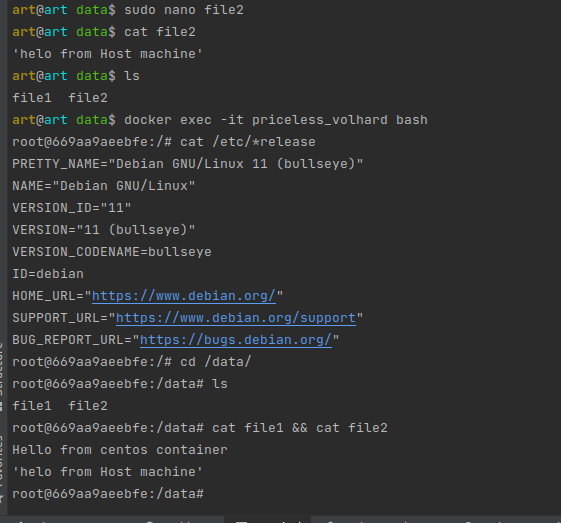 art@art data$ sudo nano file2
art@art data$ cat file2
'helo from Host machine'
art@art data$ ls
file1  file2
art@art data$ docker exec -it priceless_volhard bash
root@669aa9aeebfe:/# cat /etc/*release
PRETTY_NAME="Debian GNU/Linux 11 (bullseye)"
NAME="Debian GNU/Linux"
VERSION_ID="11"
VERSION="11 (bullseye)"
VERSION_CODENAME=bullseye
ID=debian
HOME_URL="https://www.debian.org/"
SUPPORT_URL="https://www.debian.org/support"
BUG_REPORT_URL="https://bugs.debian.org/"
root@669aa9aeebfe:/# cd /data/
root@669aa9aeebfe:/data# ls
file1  file2
root@669aa9aeebfe:/data# cat file1 && cat file2
Hello from centos container
'helo from Host machine'
root@669aa9aeebfe:/data#